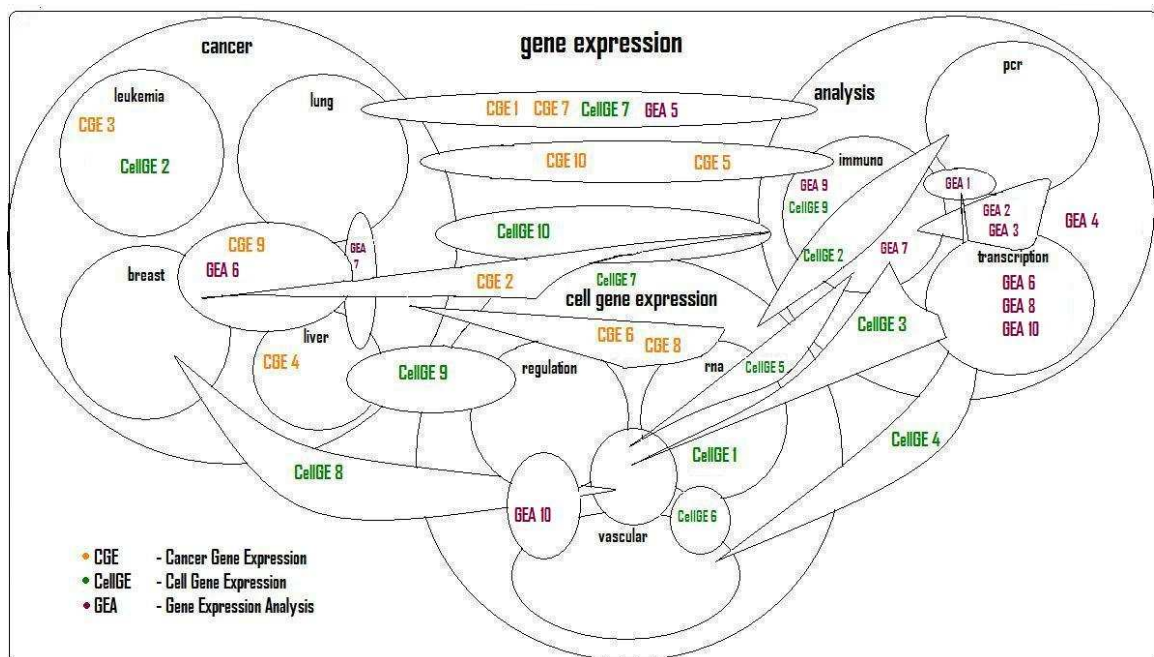 cancer
gene expression
leukemia
lung
CGE 3
CellGE 2
CGE 1 CGE 7 CellGE 7 GEA 5
CGE 10 CGE 5
CellGE 10
analysis
pcr
immuno
GEA 9
CellGE 9
CellGE 2
GEA 7
GEA 1
GEA 2
GEA 3
GEA 4
transcription
GEA 6
GEA 8
GEA 10
CGE 9
GEA 6
GEA
7
breast
CGE 2
CellGE 7
cell gene expression
liver
CGE 4
CGE 6
CGE 8
CellGE 3
CellGE 9
regulation
rna
CellGE 5
CellGE 4
CellGE 1
CellGE 8
GEA 10
CellGE 6
vascular
CGE - Cancer Gene Expression
CellGE - Cell Gene Expression
GEA - Gene Expression Analysis